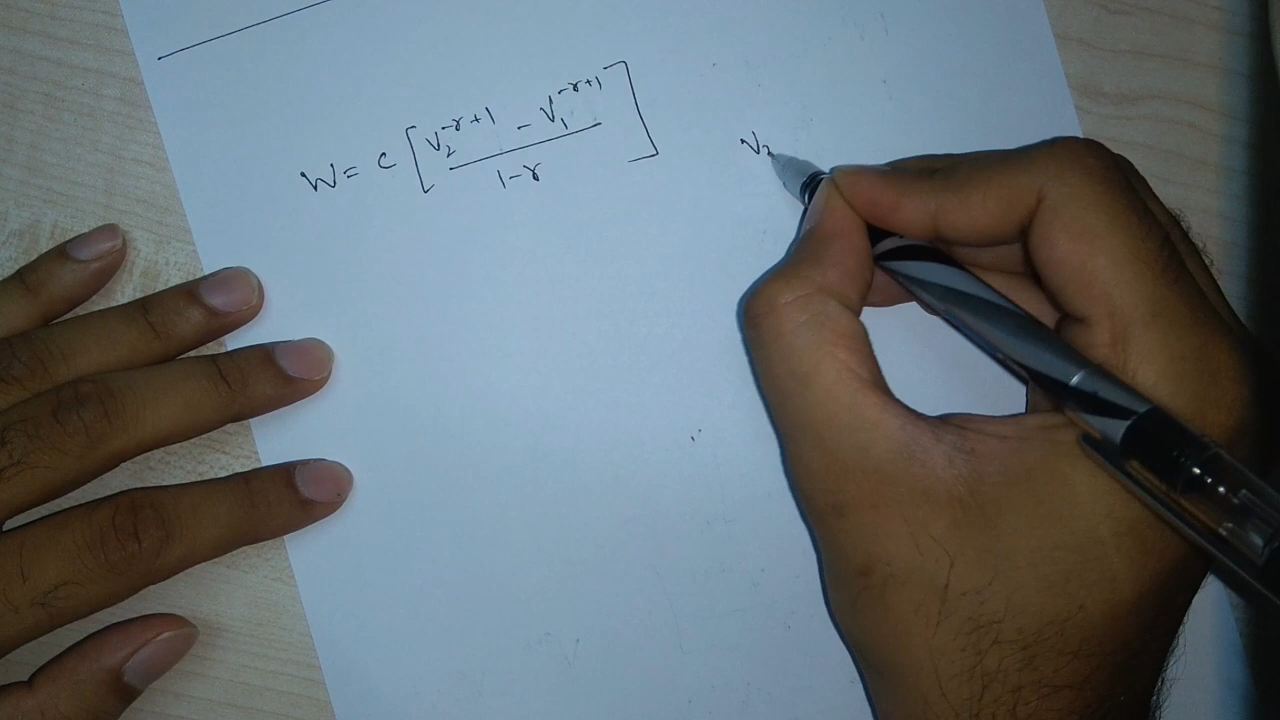 W = c [ (V₂^(-γ+1) - V₁^(-γ+1)) / (1-γ) ]
V₂